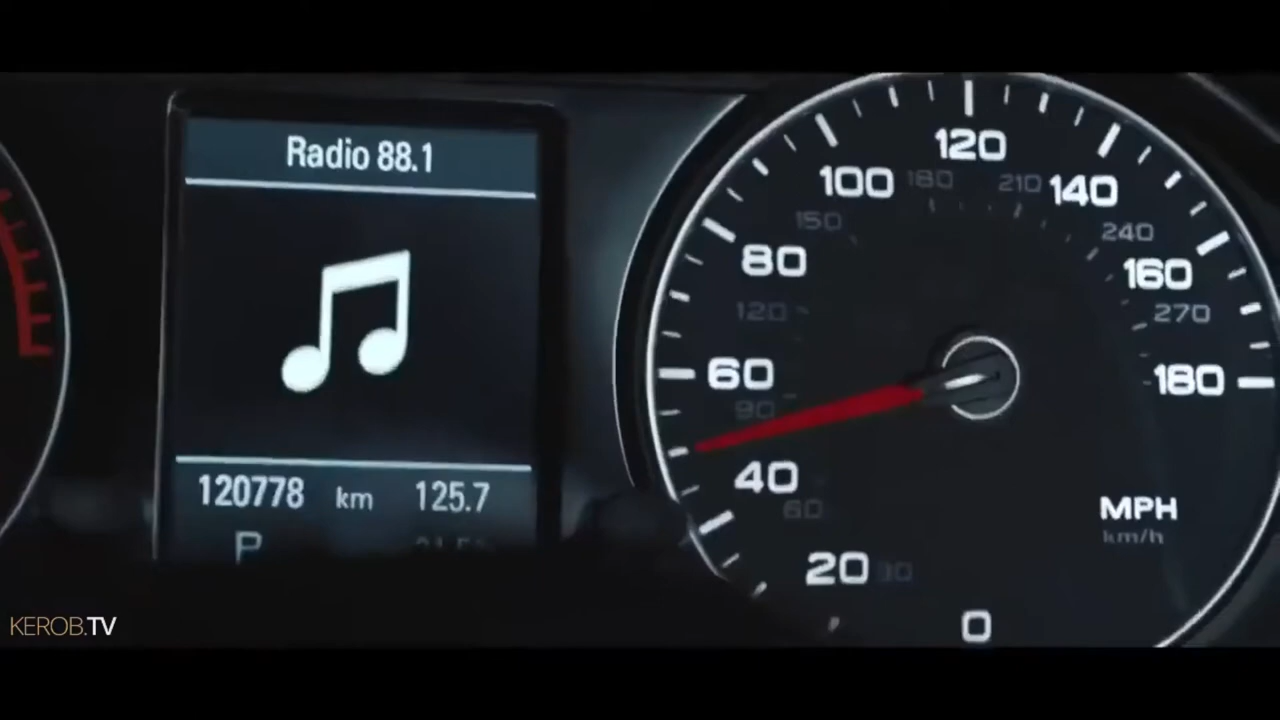 Radio 88.1
120778 km 125.7
P
120
100 180 210 140
150 240
80 160
120 270
60 180
90
40
60 MPH
km/h
20
0
KEROB.TV